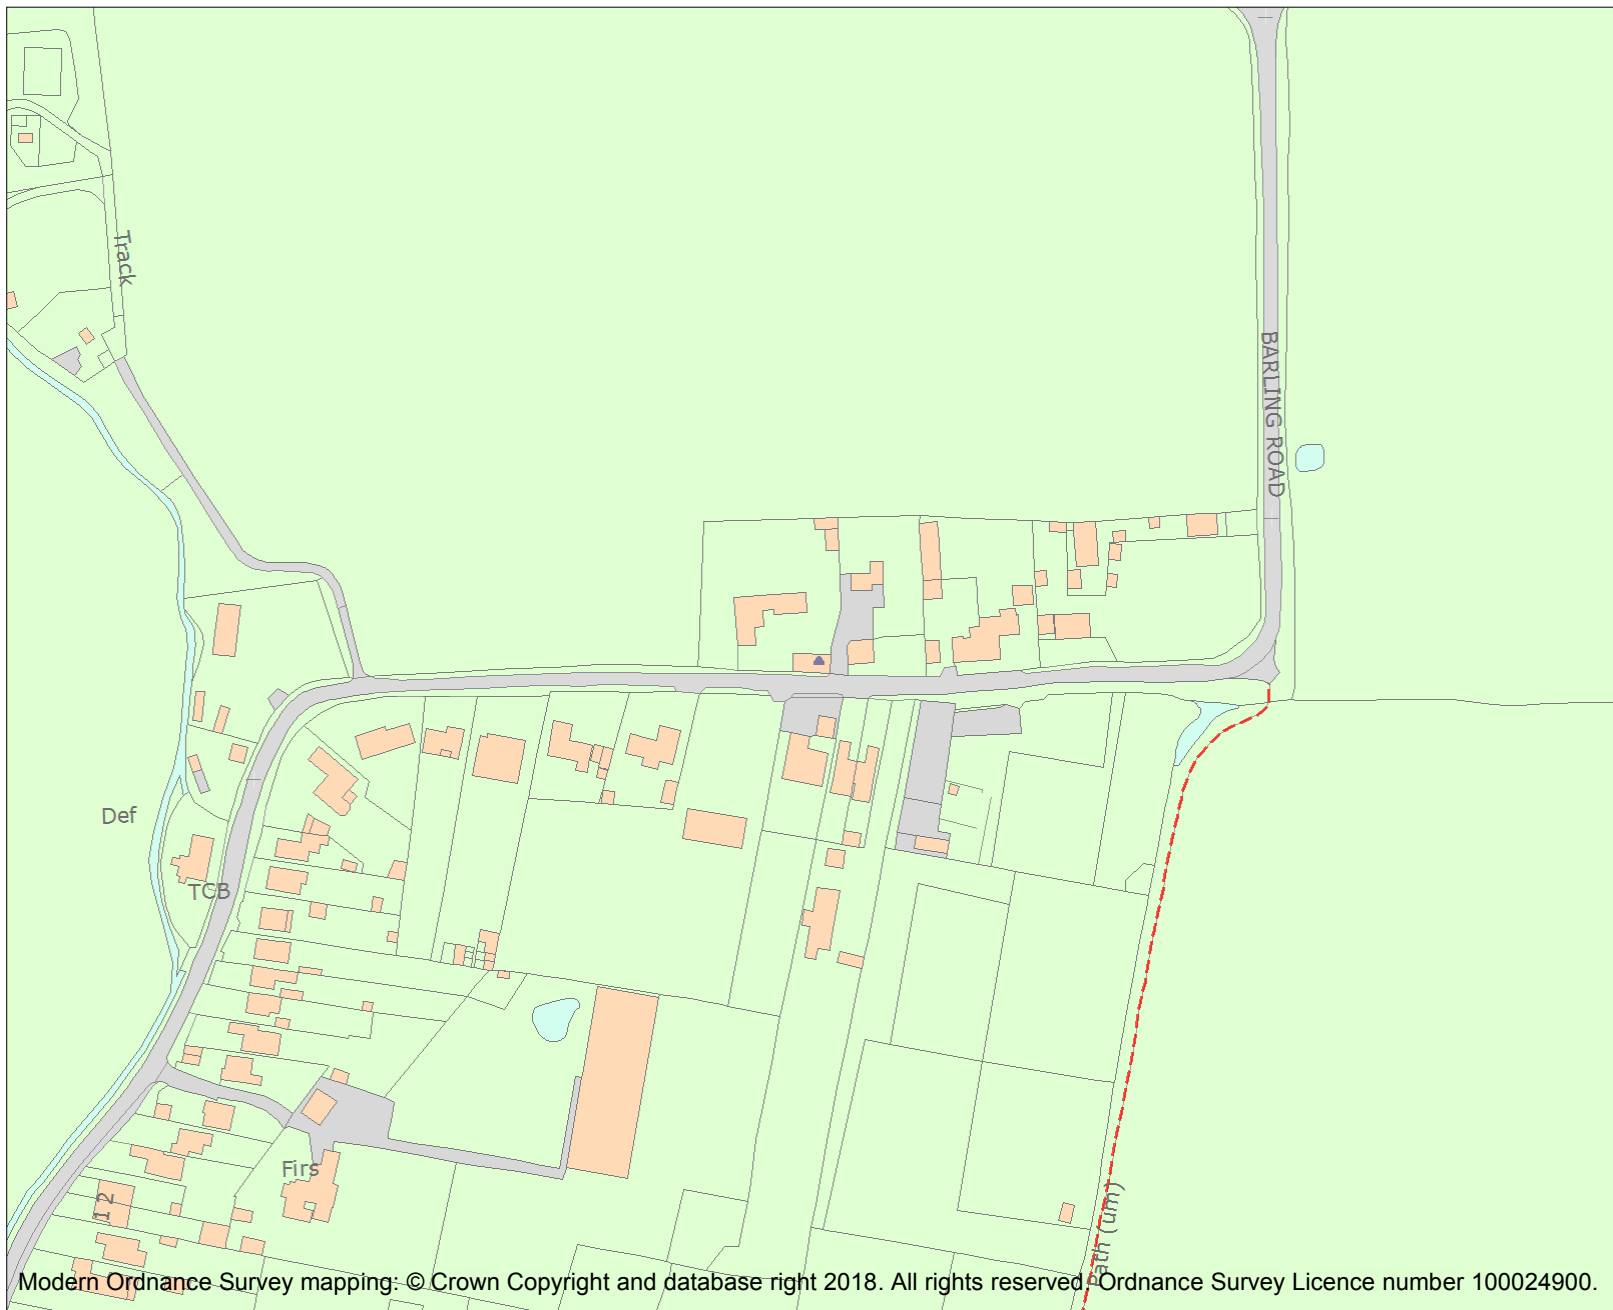 Track
BARLING ROAD
Def
TCB
Firs
12
Path (um)
Modern Ordnance Survey mapping: © Crown Copyright and database right 2018. All rights reserved. Ordnance Survey Licence number 100024900.